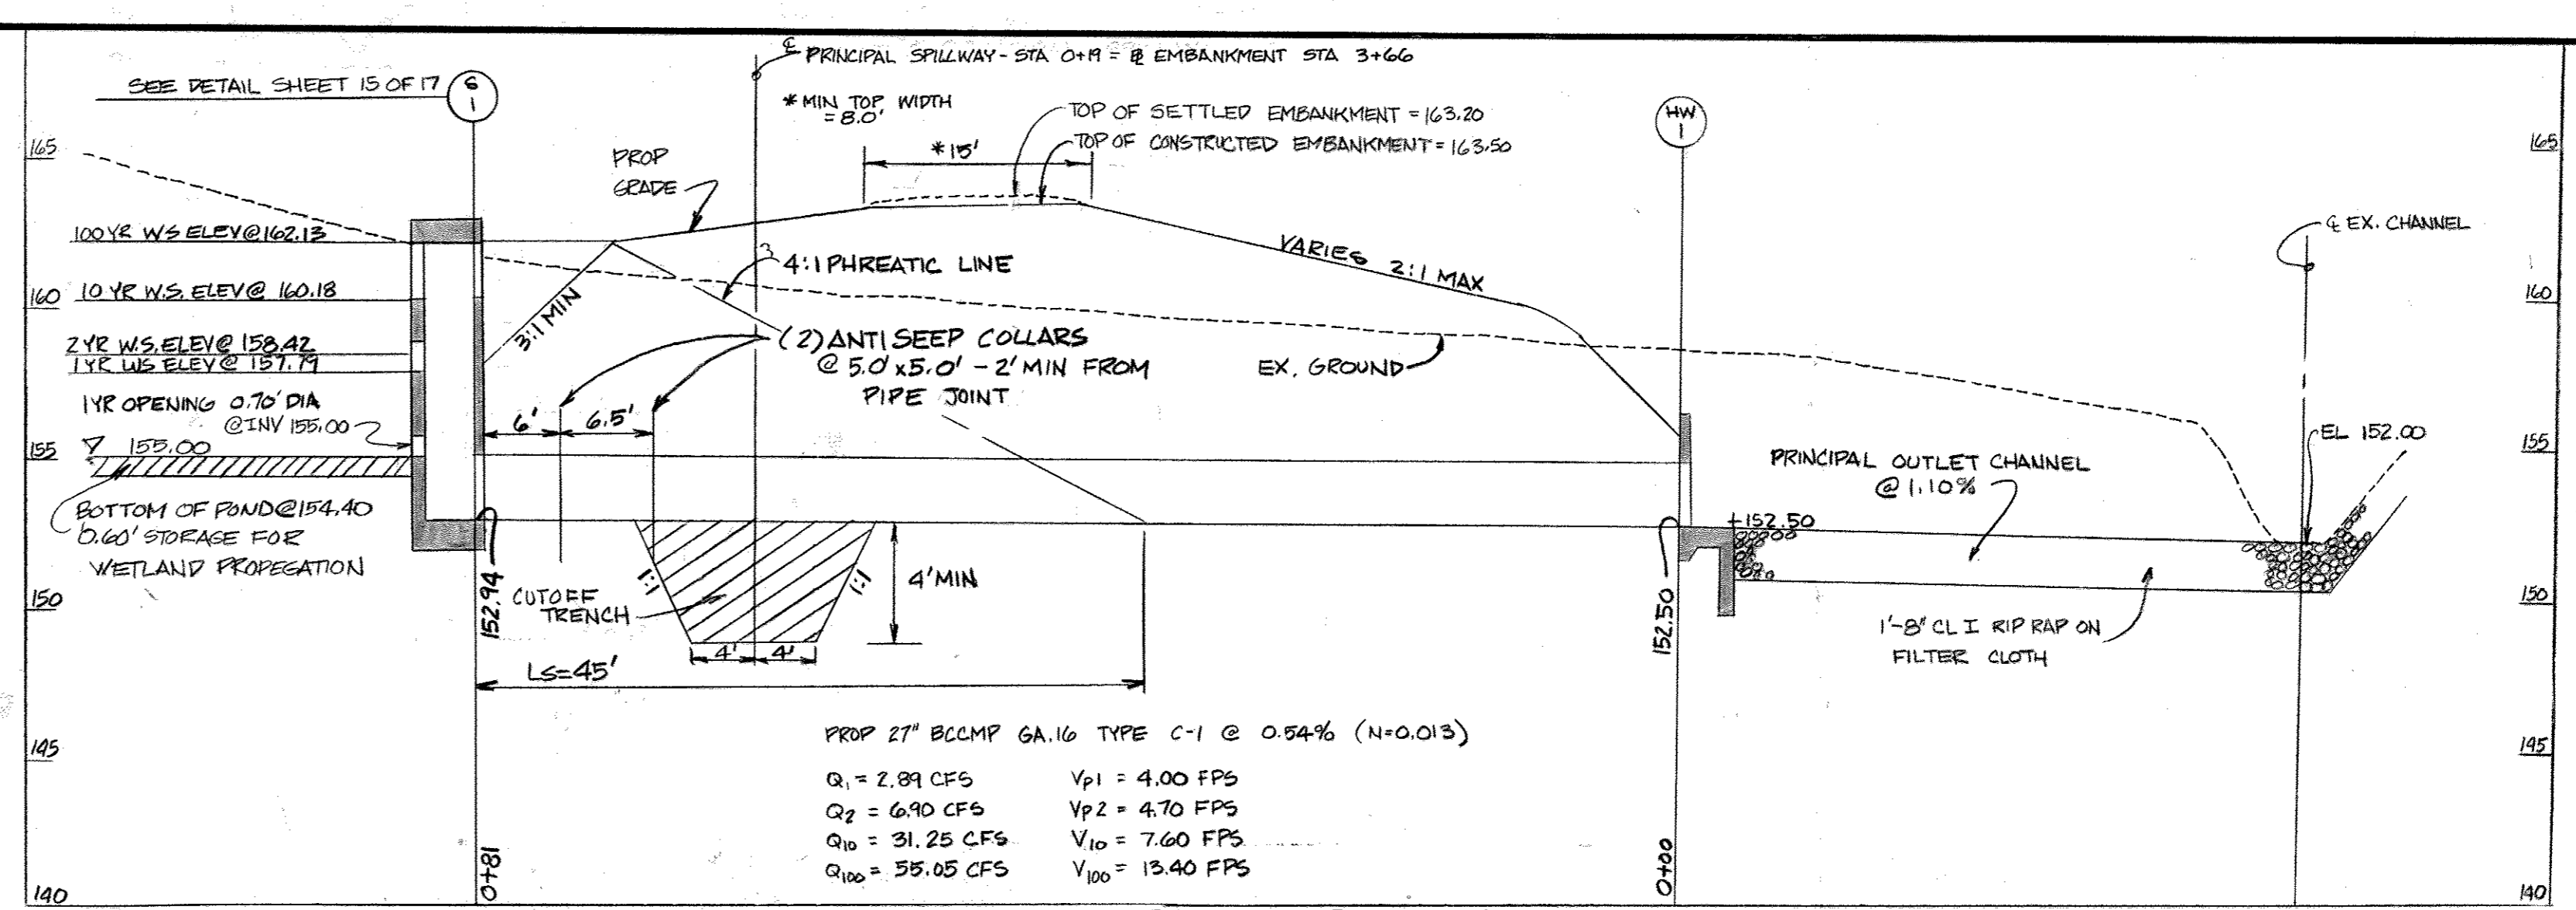 ℄ PRINCIPAL SPILLWAY - STA 0+19 = ℄ EMBANKMENT STA 3+66
SEE DETAIL SHEET 15 OF 17
S
1
* MIN TOP WIDTH
= 8.0'
TOP OF SETTLED EMBANKMENT = 163.20
TOP OF CONSTRUCTED EMBANKMENT = 163.50
HW
1
165
PROP
GRADE
*15'
165
100 YR WS ELEV @ 162.13
℄ EX. CHANNEL
3
4:1 PHREATIC LINE
VARIES 2:1 MAX
160
10 YR W.S. ELEV @ 160.18
160
3:1 MIN
2 YR W.S. ELEV @ 158.42
1 YR WS ELEV @ 157.79
(2) ANTI SEEP COLLARS
@ 5.0' x 5.0' - 2' MIN FROM
PIPE JOINT
EX. GROUND
1 YR OPENING 0.70' DIA
@ INV 155.00
6'
6.5'
155
155.00
EL 152.00
155
PRINCIPAL OUTLET CHANNEL
@ 1.10%
BOTTOM OF POND @ 154.40
0.60' STORAGE FOR
WETLAND PROPEGATION
152.50
152.94
1:1
1:1
4' MIN
CUTOFF
TRENCH
150
152.50
150
4'
4'
1'-8" CL I RIP RAP ON
FILTER CLOTH
LS=45'
PROP 27" BCCMP GA.16 TYPE C-1 @ 0.54% (N=0.013)
145
145
Q1 = 2.89 CFS
Vp1 = 4.00 FPS
Q2 = 6.90 CFS
Vp2 = 4.70 FPS
Q10 = 31.25 CFS
V10 = 7.60 FPS
Q100 = 55.05 CFS
V100 = 13.40 FPS
0+81
0+00
140
140